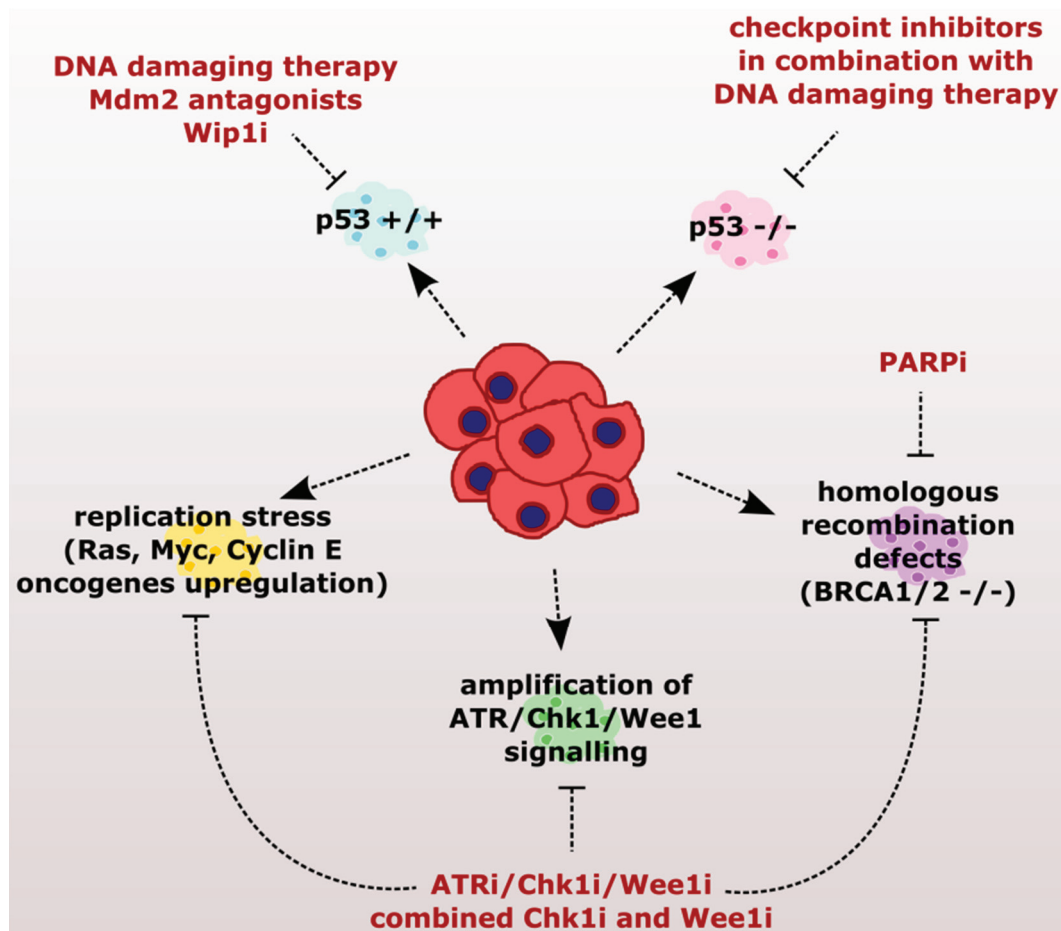 DNA damaging therapy
Mdm2 antagonists
Wip1i
checkpoint inhibitors
in combination with
DNA damaging therapy
p53 +/+
p53 -/-
PARPi
replication stress
(Ras, Myc, Cyclin E
oncogenes upregulation)
homologous
recombination
defects
(BRCA1/2 -/-)
amplification of
ATR/Chk1/Wee1
signalling
ATRi/Chk1i/Wee1i
combined Chk1i and Wee1i